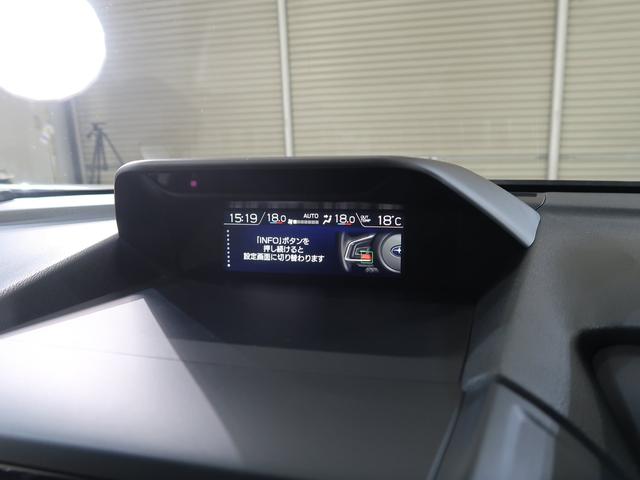 15:19 18.0 AUTO 18.0 18℃
「INFO」ボタンを
押し続けると
設定画面に切り替わります